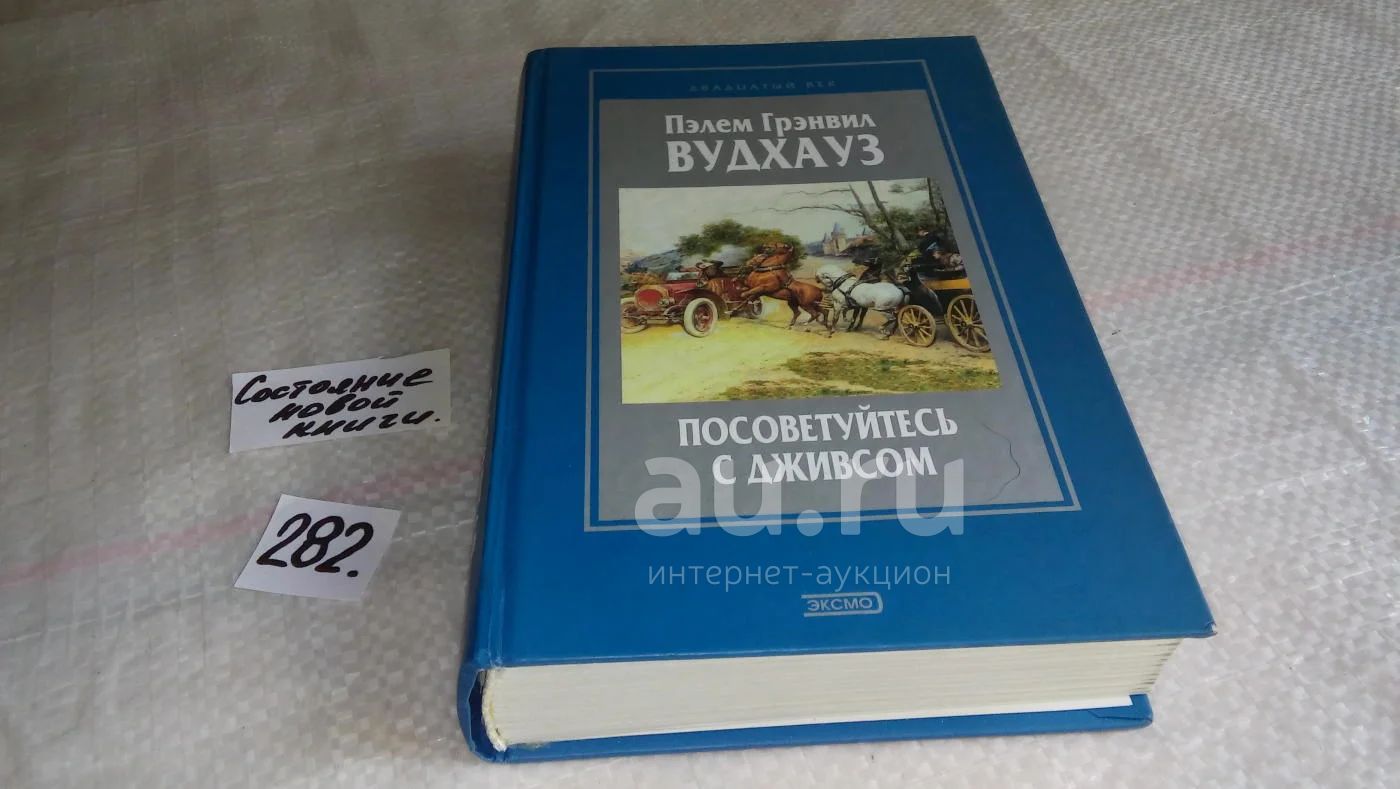 ДВАДЦАТЫЙ ВЕК
Пэлем Грэнвил
ВУДХАУЗ
ПОСОВЕТУЙТЕСЬ
С ДЖИВСОМ
ЭКСМО
Состояние
новой
книги.
282.
au.ru
интернет-аукцион